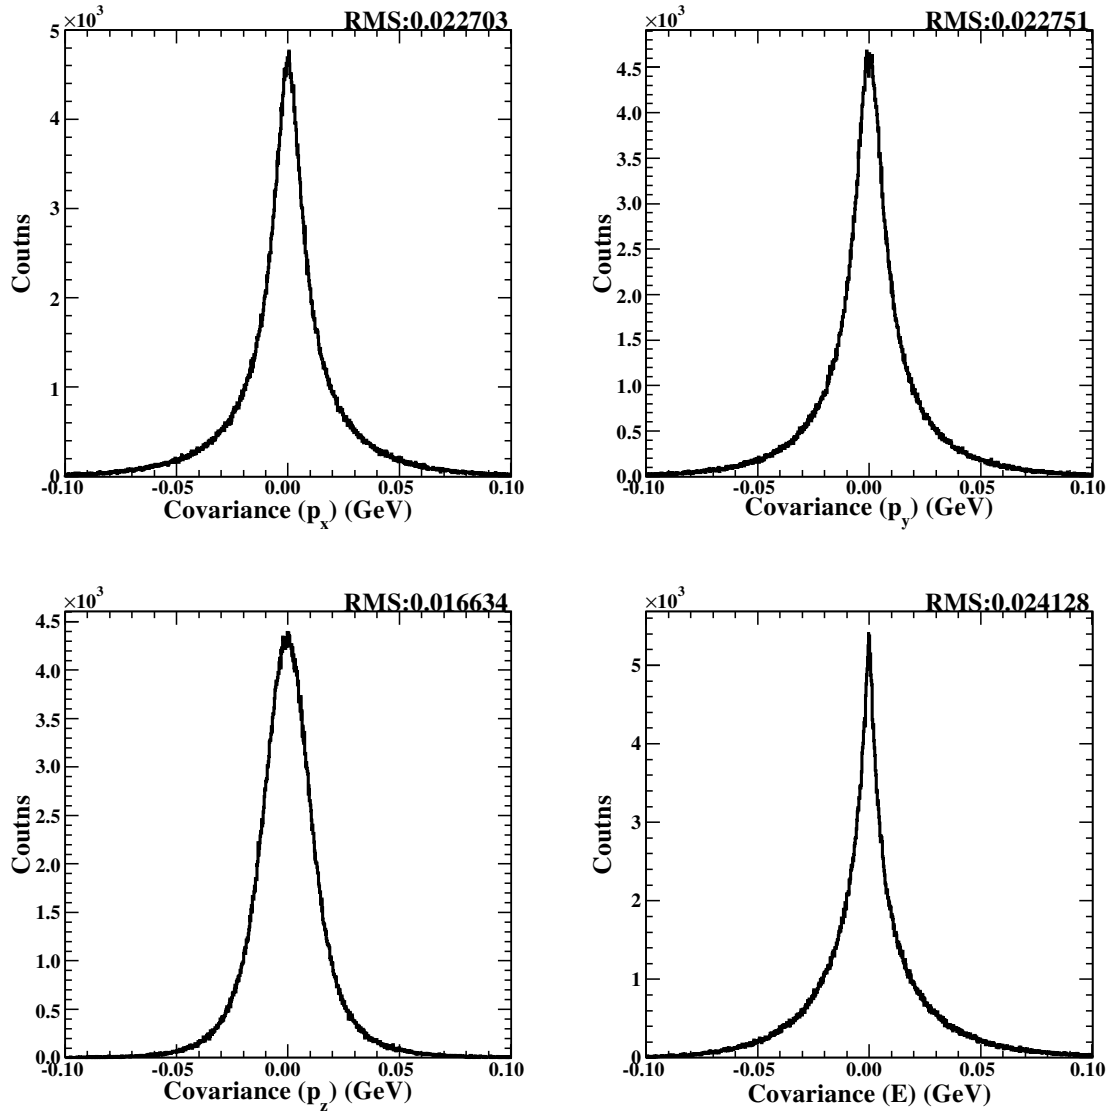 ×10³ RMS:0.022703
5
4
3
2
1
0
Coutns
-0.10 -0.05 0.00 0.05 0.10
Covariance (pₓ) (GeV)
×10³ RMS:0.022751
4.5
4.0
3.5
3.0
2.5
2.0
1.5
1.0
0.5
0.0
Coutns
-0.10 -0.05 0.00 0.05 0.10
Covariance (p_y) (GeV)
×10³ RMS:0.016634
4.5
4.0
3.5
3.0
2.5
2.0
1.5
1.0
0.5
0.0
Coutns
-0.10 -0.05 0.00 0.05 0.10
Covariance (p_z) (GeV)
×10³ RMS:0.024128
5
4
3
2
1
0
Coutns
-0.10 -0.05 0.00 0.05 0.10
Covariance (E) (GeV)